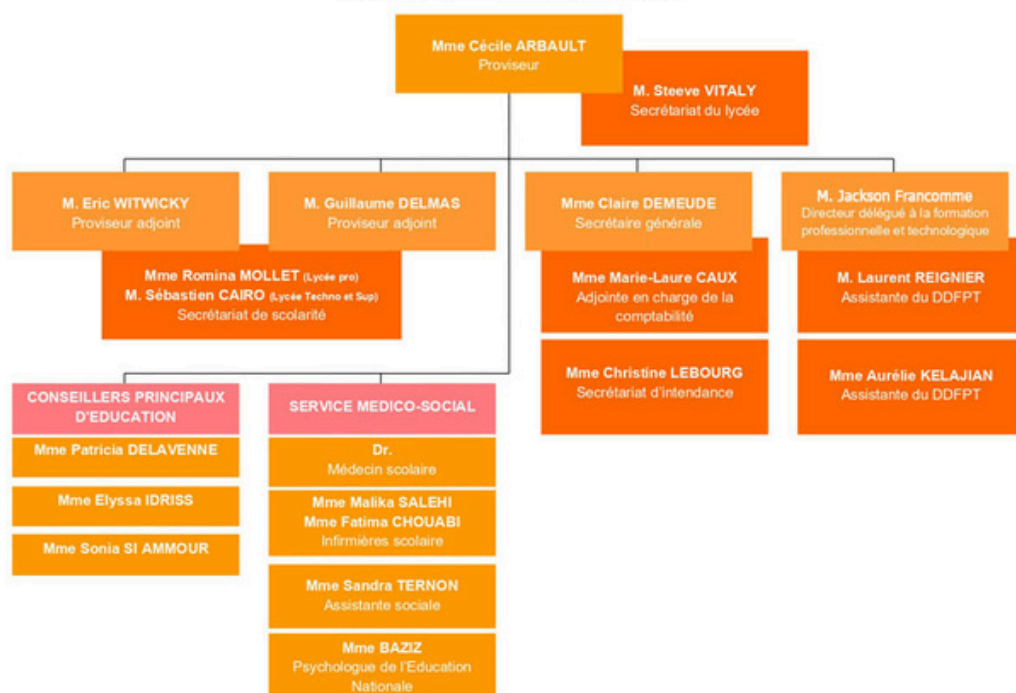 Mme Cécile ARBAULT
Proviseur
M. Steeve VITALY
Secrétariat du lycée
M. Eric WITWICKY
Proviseur adjoint
M. Guillaume DELMAS
Proviseur adjoint
Mme Claire DEMEUDE
Secrétaire générale
M. Jackson Francomme
Directeur délégué à la formation
professionnelle et technologique
Mme Romina MOLLET (Lycée pro)
M. Sébastien CAIRO (Lycée Techno et Sup)
Secrétariat de scolarité
Mme Marie-Laure CAUX
Adjointe en charge de la
comptabilité
M. Laurent REIGNIER
Assistante du DDFPT
Mme Christine LEBOURG
Secrétariat d'intendance
Mme Aurélie KELAJIAN
Assistante du DDFPT
CONSEILLERS PRINCIPAUX
D'EDUCATION
Mme Patricia DELAVENNE
Mme Elyssa IDRISS
Mme Sonia SI AMMOUR
SERVICE MEDICO-SOCIAL
Dr.
Médecin scolaire
Mme Malika SALEHI
Mme Fatima CHOUABI
Infirmières scolaire
Mme Sandra TERNON
Assistante sociale
Mme BAZIZ
Psychologue de l'Education
Nationale